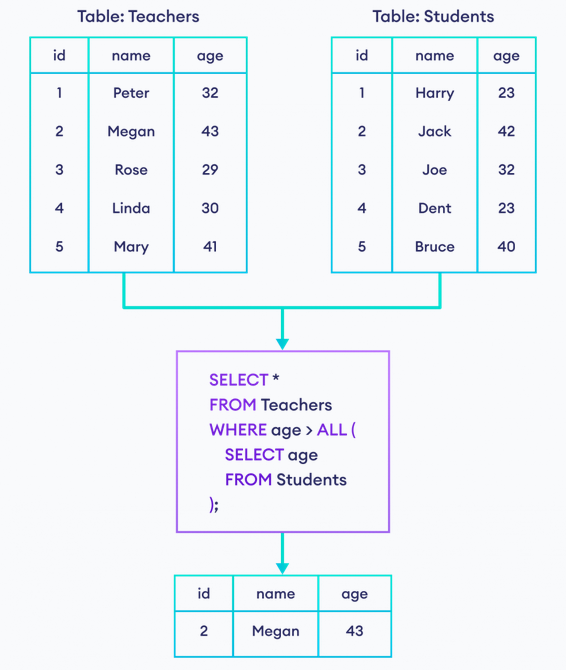 Table: Teachers
id name age
1 Peter 32
2 Megan 43
3 Rose 29
4 Linda 30
5 Mary 41
Table: Students
id name age
1 Harry 23
2 Jack 42
3 Joe 32
4 Dent 23
5 Bruce 40
SELECT *
FROM Teachers
WHERE age > ALL (
SELECT age
FROM Students
);
id name age
2 Megan 43